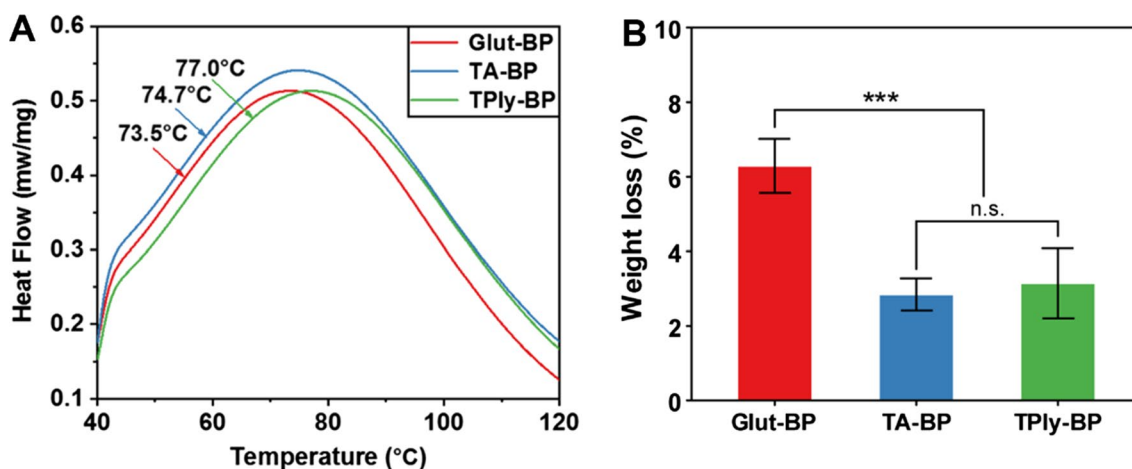 A
0.6
0.5
0.4
0.3
0.2
0.1
Heat Flow (mw/mg)
77.0°C
74.7°C
73.5°C
Glut-BP
TA-BP
TPly-BP
40
60
80
100
120
Temperature (°C)
B
10
8
6
4
2
0
Weight loss (%)
***
n.s.
Glut-BP
TA-BP
TPly-BP